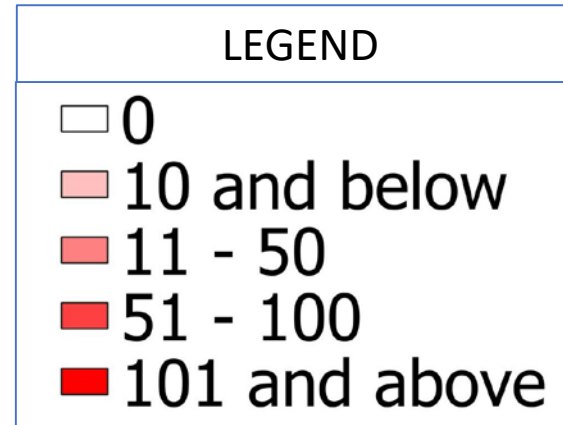 LEGEND
0
10 and below
11 - 50
51 - 100
101 and above